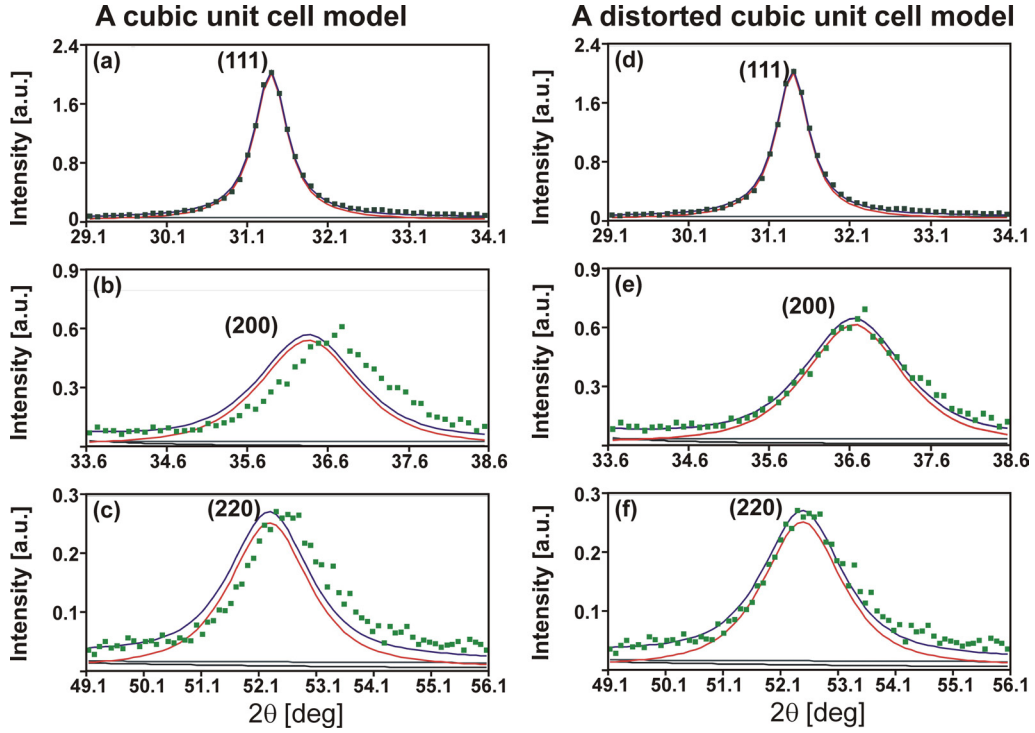 A cubic unit cell model
A distorted cubic unit cell model
(a)
(111)
Intensity [a.u.]
2.4
1.6
0.8
0
29.1 30.1 31.1 32.1 33.1 34.1
(d)
(111)
Intensity [a.u.]
2.4
1.6
0.8
0
29.1 30.1 31.1 32.1 33.1 34.1
(b)
(200)
Intensity [a.u.]
0.9
0.6
0.3
33.6 34.6 35.6 36.6 37.6 38.6
(e)
(200)
Intensity [a.u.]
0.9
0.6
0.3
33.6 34.6 35.6 36.6 37.6 38.6
(c)
(220)
Intensity [a.u.]
0.3
0.2
0.1
49.1 50.1 51.1 52.1 53.1 54.1 55.1 56.1
2θ [deg]
(f)
(220)
Intensity [a.u.]
0.3
0.2
0.1
49.1 50.1 51.1 52.1 53.1 54.1 55.1 56.1
2θ [deg]